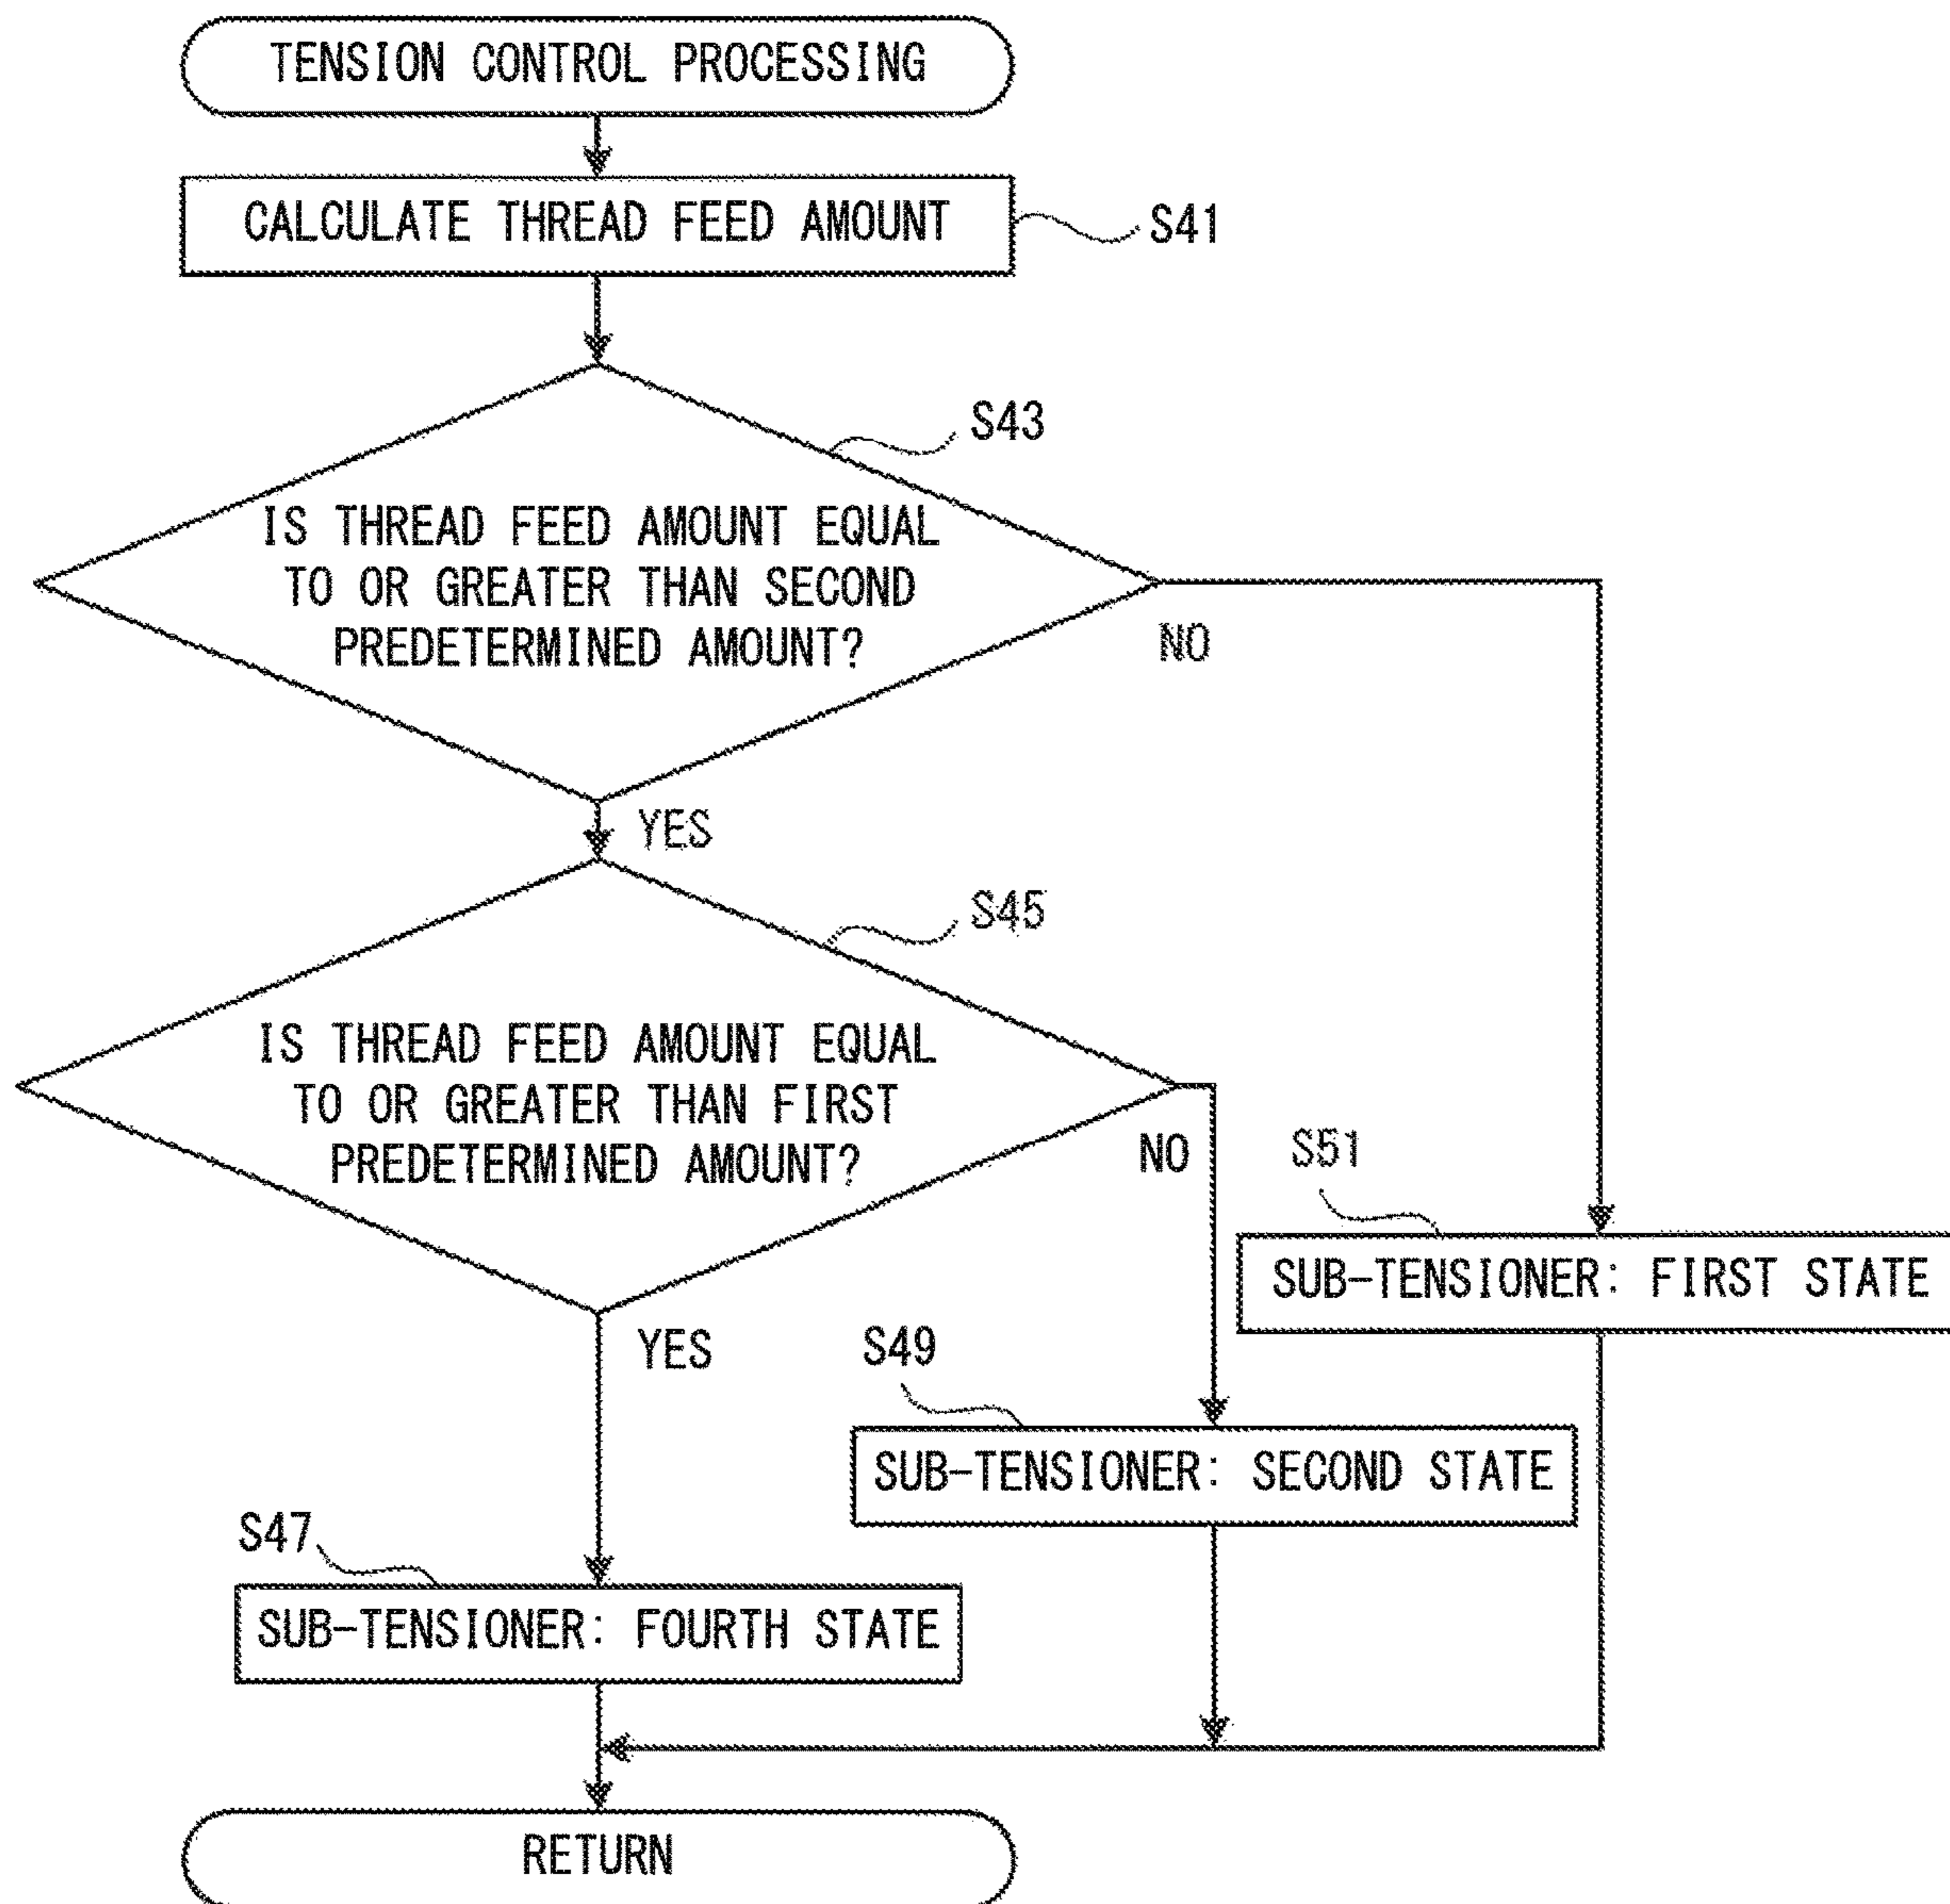 TENSION CONTROL PROCESSING
CALCULATE THREAD FEED AMOUNT
S41
S43
IS THREAD FEED AMOUNT EQUAL
TO OR GREATER THAN SECOND
PREDETERMINED AMOUNT?
NO
YES
S45
IS THREAD FEED AMOUNT EQUAL
TO OR GREATER THAN FIRST
PREDETERMINED AMOUNT?
NO
S51
SUB-TENSIONER: FIRST STATE
YES
S49
SUB-TENSIONER: SECOND STATE
S47
SUB-TENSIONER: FOURTH STATE
RETURN